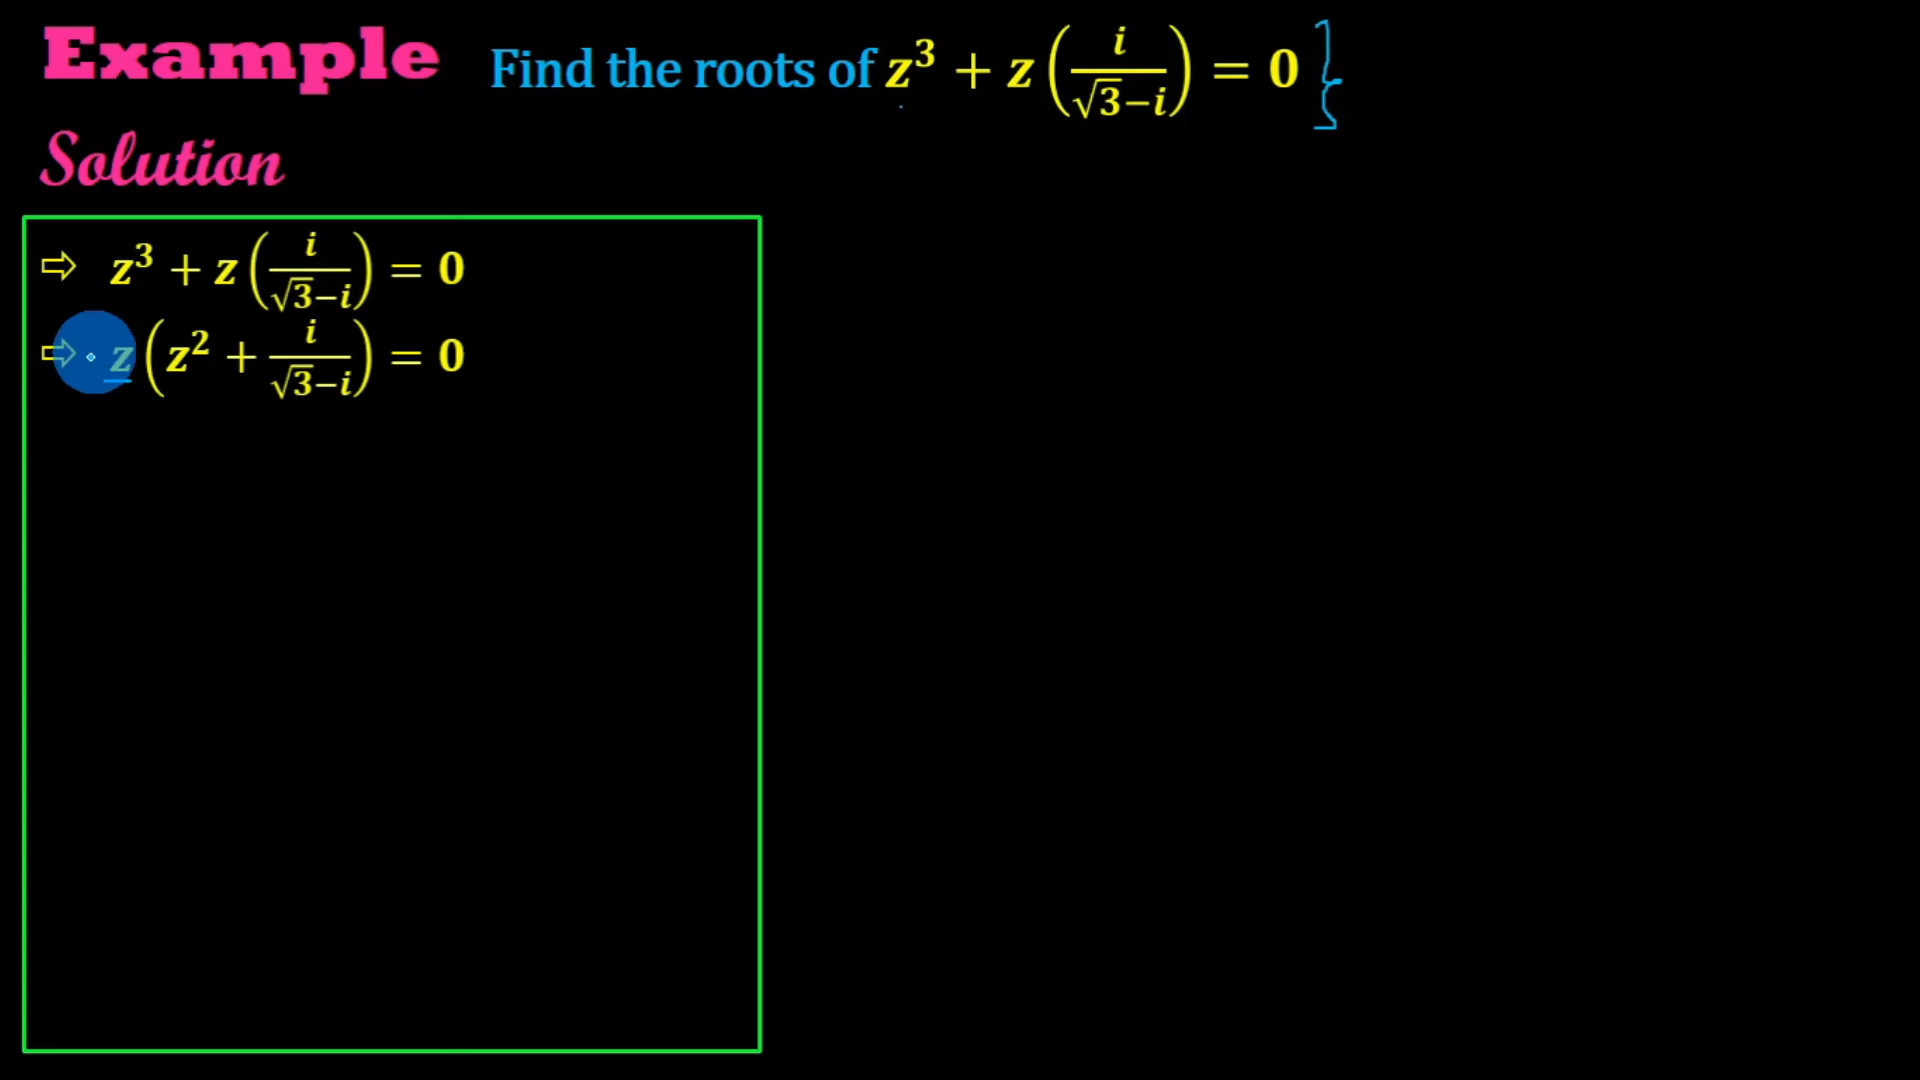 Example Find the roots of z³ + z(i/(√3−i)) = 0
Solution
⇨ z³ + z(i/(√3−i)) = 0
⇨ z(z² + i/(√3−i)) = 0